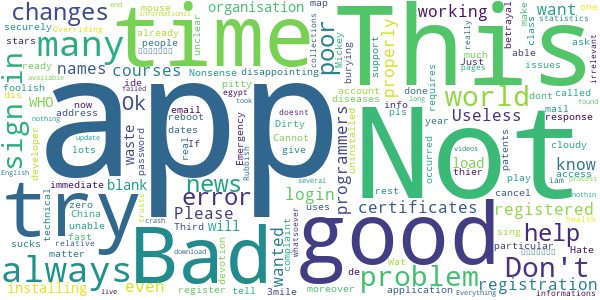 changes
time
This
organisation
many
poor
working
want
sign in
app
Not
names
courses
news
world
try
error
Please
login
programmers
certificates
registered
Useless
load
know
help
always
Bad
good
Don't
problem
registration
installing
even
Ok
WHO
blank
waste
will
If
wanted
properly
securely
stars
mouse
Overriding
already
people
unclear
map
Mickey
burying
disappointing
Nonsense
support
account
diseases
issues
able
make
class
ask
betrayal
statistics
irrelevant
collections
Just
called
found
pages
dont
year
mail
response
requires
info
pls
done
uninstalled
email
reboot
egypt
took
doesnt
Emergency
Rubbish
Dirty
Cannot
give
dates
real
Third
uses
password
address
now
developer
technical
foolish
ready
pitty
lots
China
zero
unable
fast
sucks
matter
relative
crash
download
live
immediate
register
tell
devotion
complaint
whatsoever
several
moreover
application
Everything
3mile
particular
occurred
patents
play
cancel
rest
thier
sing
Hate
informations
cloudy
access
videos
iam
process
health
English
update
nothing
available
failed
end